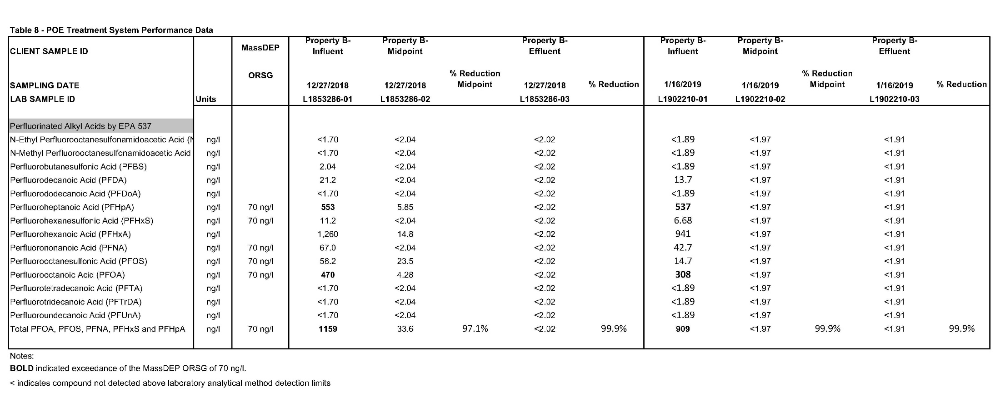 Table 8 - POE Treatment System Performance Data
CLIENT SAMPLE ID MassDEP Property B- Influent Property B- Midpoint Property B- Effluent Property B- Influent Property B- Midpoint Property B- Effluent
ORSG % Reduction Midpoint % Reduction Midpoint
SAMPLING DATE 12/27/2018 12/27/2018 12/27/2018 % Reduction 1/16/2019 1/16/2019 1/16/2019 % Reduction
LAB SAMPLE ID Units L1853286-01 L1853286-02 L1853286-03 L1902210-01 L1902210-02 L1902210-03
Perfluorinated Alkyl Acids by EPA 537
N-Ethyl Perfluorooctanesulfonamidoacetic Acid (N ng/l <1.70 <2.04 <2.02 <1.89 <1.97 <1.91
N-Methyl Perfluorooctanesulfonamidoacetic Acid ng/l <1.70 <2.04 <2.02 <1.89 <1.97 <1.91
Perfluorobutanesulfonic Acid (PFBS) ng/l 2.04 <2.04 <2.02 <1.89 <1.97 <1.91
Perfluorodecanoic Acid (PFDA) ng/l 21.2 <2.04 <2.02 13.7 <1.97 <1.91
Perfluorododecanoic Acid (PFDoA) ng/l <1.70 <2.04 <2.02 <1.89 <1.97 <1.91
Perfluoroheptanoic Acid (PFHpA) ng/l 70 ng/l 553 5.85 <2.02 537 <1.97 <1.91
Perfluorohexanesulfonic Acid (PFHxS) ng/l 70 ng/l 11.2 <2.04 <2.02 6.68 <1.97 <1.91
Perfluorohexanoic Acid (PFHxA) ng/l 1,260 14.8 <2.02 941 <1.97 <1.91
Perfluorononanoic Acid (PFNA) ng/l 70 ng/l 67.0 <2.04 <2.02 42.7 <1.97 <1.91
Perfluorooctanesulfonic Acid (PFOS) ng/l 70 ng/l 58.2 23.5 <2.02 14.7 <1.97 <1.91
Perfluorooctanoic Acid (PFOA) ng/l 70 ng/l 470 4.28 <2.02 308 <1.97 <1.91
Perfluorotetradecanoic Acid (PFTA) ng/l <1.70 <2.04 <2.02 <1.89 <1.97 <1.91
Perfluorotridecanoic Acid (PFTrDA) ng/l <1.70 <2.04 <2.02 <1.89 <1.97 <1.91
Perfluoroundecanoic Acid (PFUnA) ng/l <1.70 <2.04 <2.02 <1.89 <1.97 <1.91
Total PFOA, PFOS, PFNA, PFHxS and PFHpA ng/l 70 ng/l 1159 33.6 97.1% <2.02 99.9% 909 <1.97 99.9% <1.91 99.9%
Notes:
BOLD indicated exceedance of the MassDEP ORSG of 70 ng/l.
< indicates compound not detected above laboratory analytical method detection limits